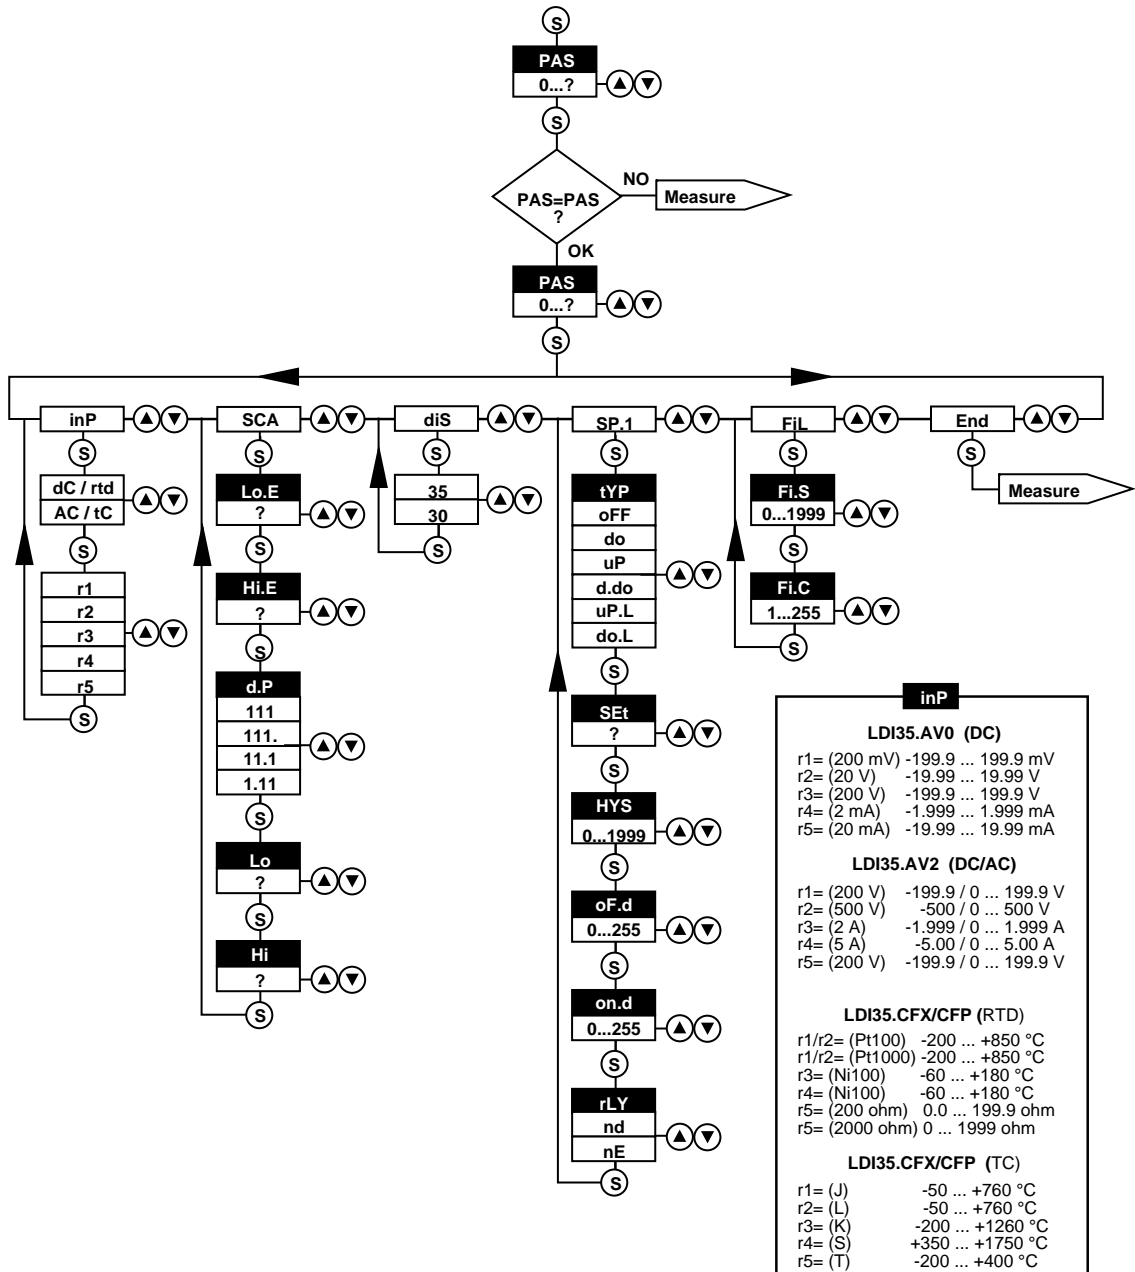 S
PAS
0...?
S
PAS=PAS
?
NO
Measure
OK
PAS
0...?
S
inP
S
dC / rtd
AC / tC
S
r1
r2
r3
r4
r5
S
SCA
S
Lo.E
?
S
Hi.E
?
S
d.P
111
111.
11.1
1.11
S
Lo
?
S
Hi
?
S
diS
S
35
30
S
SP.1
S
tYP
oFF
do
uP
d.do
uP.L
do.L
S
SEt
?
S
HYS
0...1999
S
oF.d
0...255
S
on.d
0...255
S
rLY
nd
nE
S
FiL
S
Fi.S
0...1999
S
Fi.C
1...255
S
End
S
Measure
inP
LDI35.AV0 (DC)
r1= (200 mV) -199.9 ... 199.9 mV
r2= (20 V) -19.99 ... 19.99 V
r3= (200 V) -199.9 ... 199.9 V
r4= (2 mA) -1.999 ... 1.999 mA
r5= (20 mA) -19.99 ... 19.99 mA
LDI35.AV2 (DC/AC)
r1= (200 V) -199.9 / 0 ... 199.9 V
r2= (500 V) -500 / 0 ... 500 V
r3= (2 A) -1.999 / 0 ... 1.999 A
r4= (5 A) -5.00 / 0 ... 5.00 A
r5= (200 V) -199.9 / 0 ... 199.9 V
LDI35.CFX/CFP (RTD)
r1/r2= (Pt100) -200 ... +850 °C
r1/r2= (Pt1000) -200 ... +850 °C
r3= (Ni100) -60 ... +180 °C
r4= (Ni100) -60 ... +180 °C
r5= (200 ohm) 0.0 ... 199.9 ohm
r5= (2000 ohm) 0 ... 1999 ohm
LDI35.CFX/CFP (TC)
r1= (J) -50 ... +760 °C
r2= (L) -50 ... +760 °C
r3= (K) -200 ... +1260 °C
r4= (S) +350 ... +1750 °C
r5= (T) -200 ... +400 °C